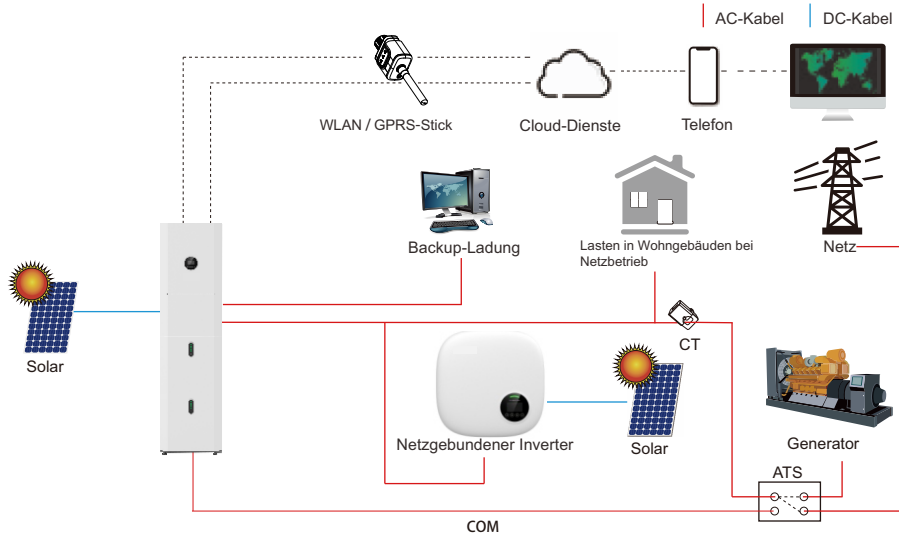 AC-Kabel
DC-Kabel
WLAN / GPRS-Stick
Cloud-Dienste
Telefon
Backup-Ladung
Lasten in Wohngebäuden bei
Netzbetrieb
Netz
CT
Solar
Netzgebundener Inverter
Solar
Generator
ATS
COM